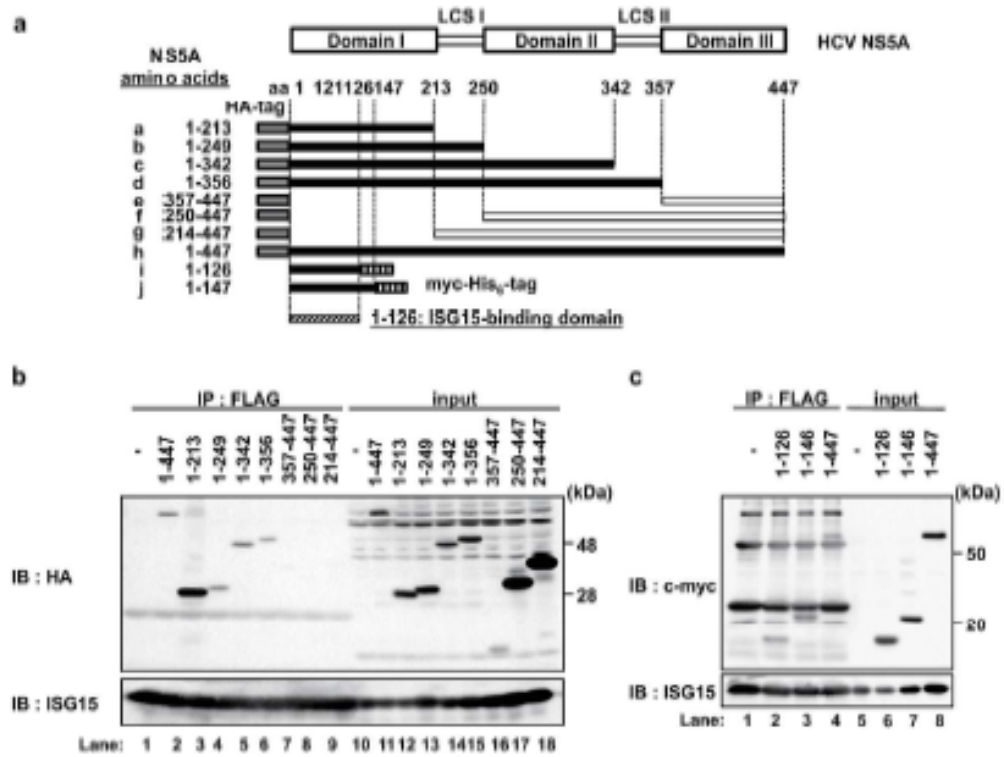 a
LCS I LCS II
Domain I Domain II Domain III HCV NS5A
NS5A
amino acids
aa 1 121126147 213 250 342 357 447
HA-tag
a 1-213
b 1-249
c 1-342
d 1-356
e 357-447
f 250-447
g 214-447
h 1-447
i 1-126
j 1-147 myc-His6-tag
1-126: ISG15-binding domain
b
IP : FLAG input
- 1-447 1-213 1-249 1-342 1-356 357-447 250-447 214-447 - 1-447 1-213 1-249 1-342 1-356 357-447 250-447 214-447
(kDa)
48
IB : HA
28
IB : ISG15
Lane: 1 2 3 4 5 6 7 8 9 10 11 12 13 14 15 16 17 18
c
IP : FLAG input
- 1-126 1-146 1-447 - 1-126 1-146 1-447
(kDa)
50
IB : c-myc
20
IB : ISG15
Lane: 1 2 3 4 5 6 7 8